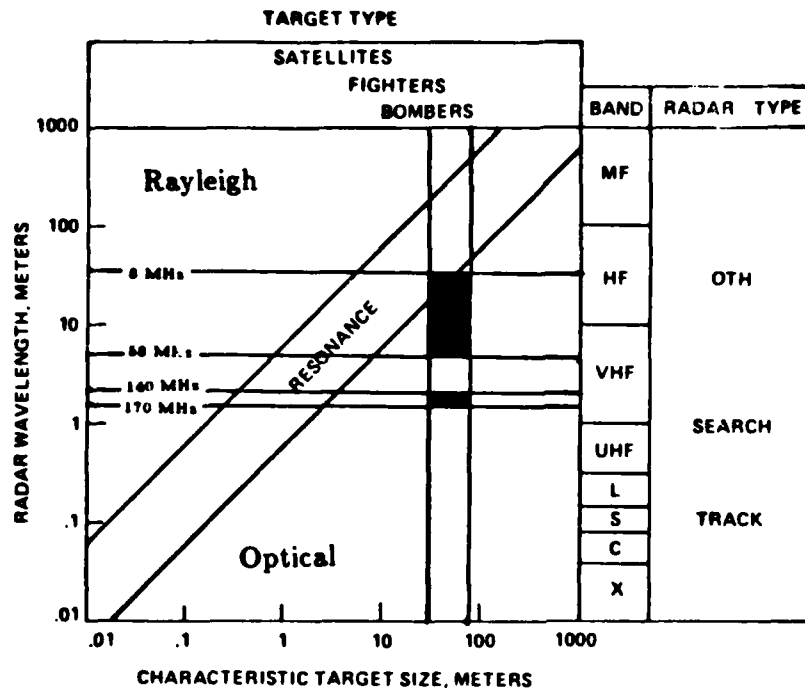 TARGET TYPE
SATELLITES
FIGHTERS
BOMBERS
BAND
RADAR TYPE
1000
100
10
1
.1
.01
RADAR WAVELENGTH, METERS
Rayleigh
8 MHz
160 MHz
170 MHz
RESONANCE
Optical
MF
HF
VHF
UHF
L
S
C
X
OTH
SEARCH
TRACK
.01
.1
1
10
100
1000
CHARACTERISTIC TARGET SIZE, METERS